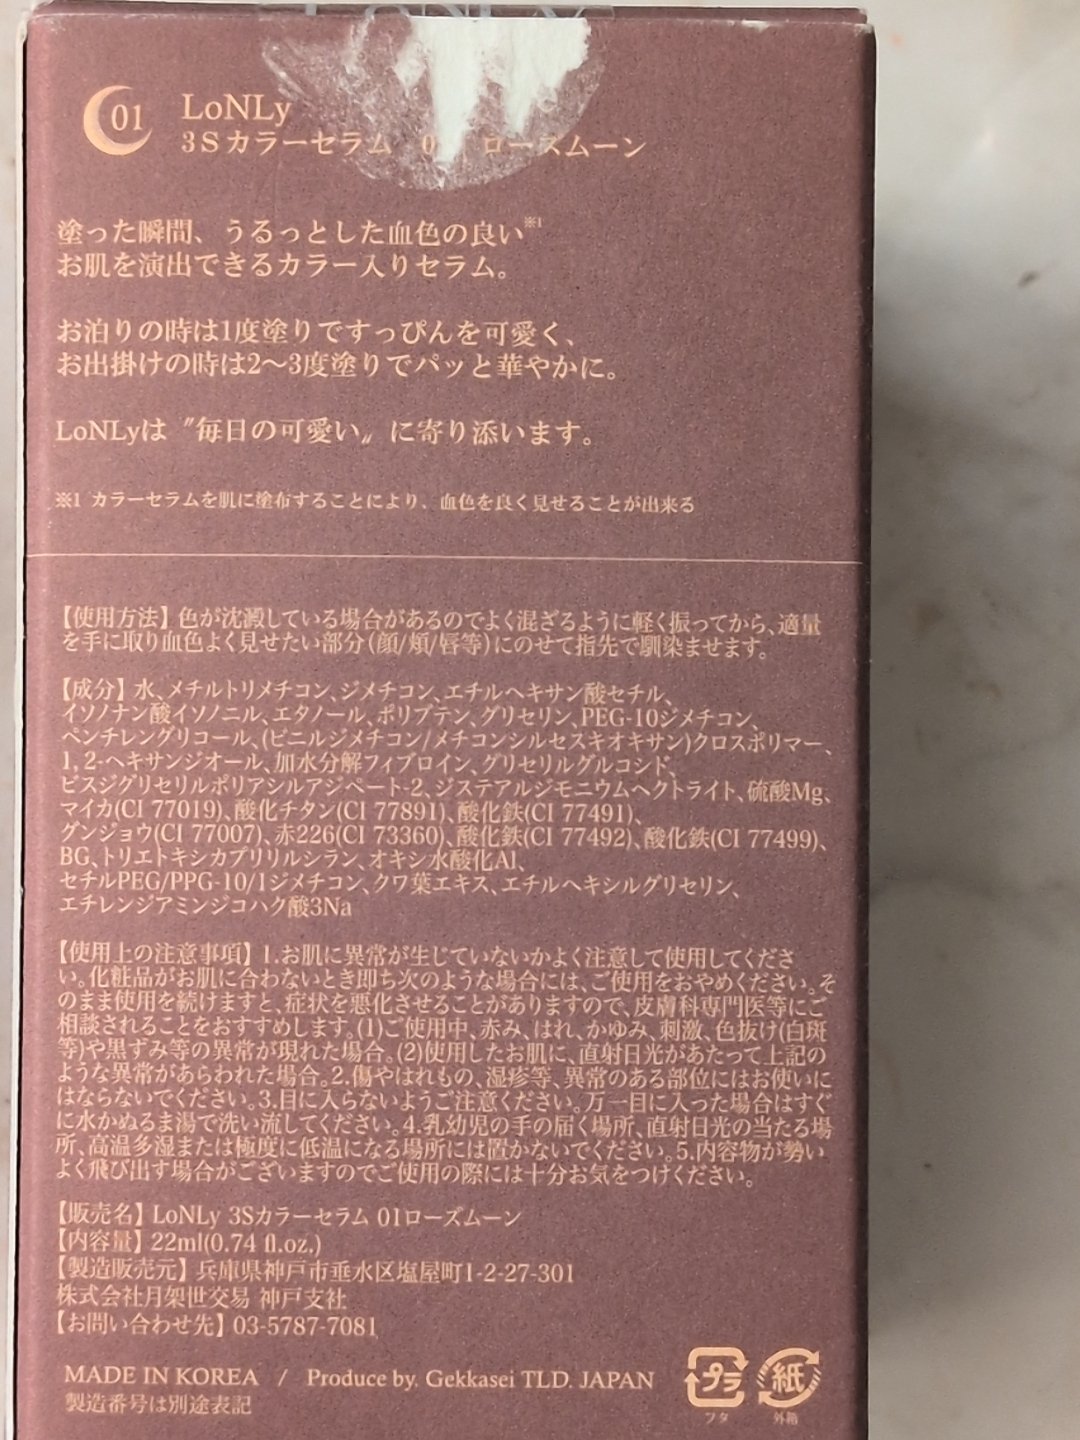 01
LoNLy
3Sカラーセラム 0 ローズムーン
塗った瞬間、うるっとした血色の良い※1
お肌を演出できるカラー入りセラム。
お泊りの時は1度塗りですっぴんを可愛く、
お出掛けの時は2〜3度塗りでパッと華やかに。
LoNLyは〝毎日の可愛い〟に寄り添います。
※1 カラーセラムを肌に塗布することにより、血色を良く見せることが出来る
【使用方法】色が沈澱している場合があるのでよく混ざるように軽く振ってから、適量
を手に取り血色よく見せたい部分(顔/頬/唇等)にのせて指先で馴染ませます。
【成分】水、メチルトリメチコン、ジメチコン、エチルヘキサン酸セチル、
イソノナン酸イソノニル、エタノール、ポリブテン、グリセリン、PEG-10ジメチコン、
ペンチレングリコール、(ビニルジメチコン/メチコンシルセスキオキサン)クロスポリマー、
1, 2-ヘキサンジオール、加水分解フィブロイン、グリセリルグルコシド、
ビスジグリセリルポリアシルアジペート-2、ジステアルジモニウムヘクトライト、硫酸Mg、
マイカ(CI 77019)、酸化チタン(CI 77891)、酸化鉄(CI 77491)、
グンジョウ(CI 77007)、赤226(CI 73360)、酸化鉄(CI 77492)、酸化鉄(CI 77499)、
BG、トリエトキシカプリリルシラン、オキシ水酸化Al、
セチルPEG/PPG-10/1ジメチコン、クワ葉エキス、エチルヘキシルグリセリン、
エチレンジアミンジコハク酸3Na
【使用上の注意事項】1.お肌に異常が生じていないかよく注意して使用してくださ
い。化粧品がお肌に合わないとき即ち次のような場合には、ご使用をおやめください。そ
のまま使用を続けますと、症状を悪化させることがありますので、皮膚科専門医等にご
相談されることをおすすめします。(1)ご使用中、赤み、はれ、かゆみ、刺激、色抜け(白斑
等)や黒ずみ等の異常が現れた場合。(2)使用したお肌に、直射日光があたって上記の
ような異常があらわれた場合。2.傷やはれもの、湿疹等、異常のある部位にはお使いに
はならないでください。3.目に入らないようご注意ください。万一目に入った場合はすぐ
に水かぬるま湯で洗い流してください。4.乳幼児の手の届く場所、直射日光の当たる場
所、高温多湿または極度に低温になる場所には置かないでください。5.内容物が勢い
よく飛び出す場合がございますのでご使用の際には十分お気をつけください。
【販売名】LoNLy 3Sカラーセラム 01ローズムーン
【内容量】22ml(0.74 fl.oz.)
【製造販売元】兵庫県神戸市垂水区塩屋町1-2-27-301
株式会社月架世交易 神戸支社
【お問い合わせ先】03-5787-7081
MADE IN KOREA / Produce by. Gekkasei TLD. JAPAN
製造番号は別途表記
プラ
フタ
紙
外箱